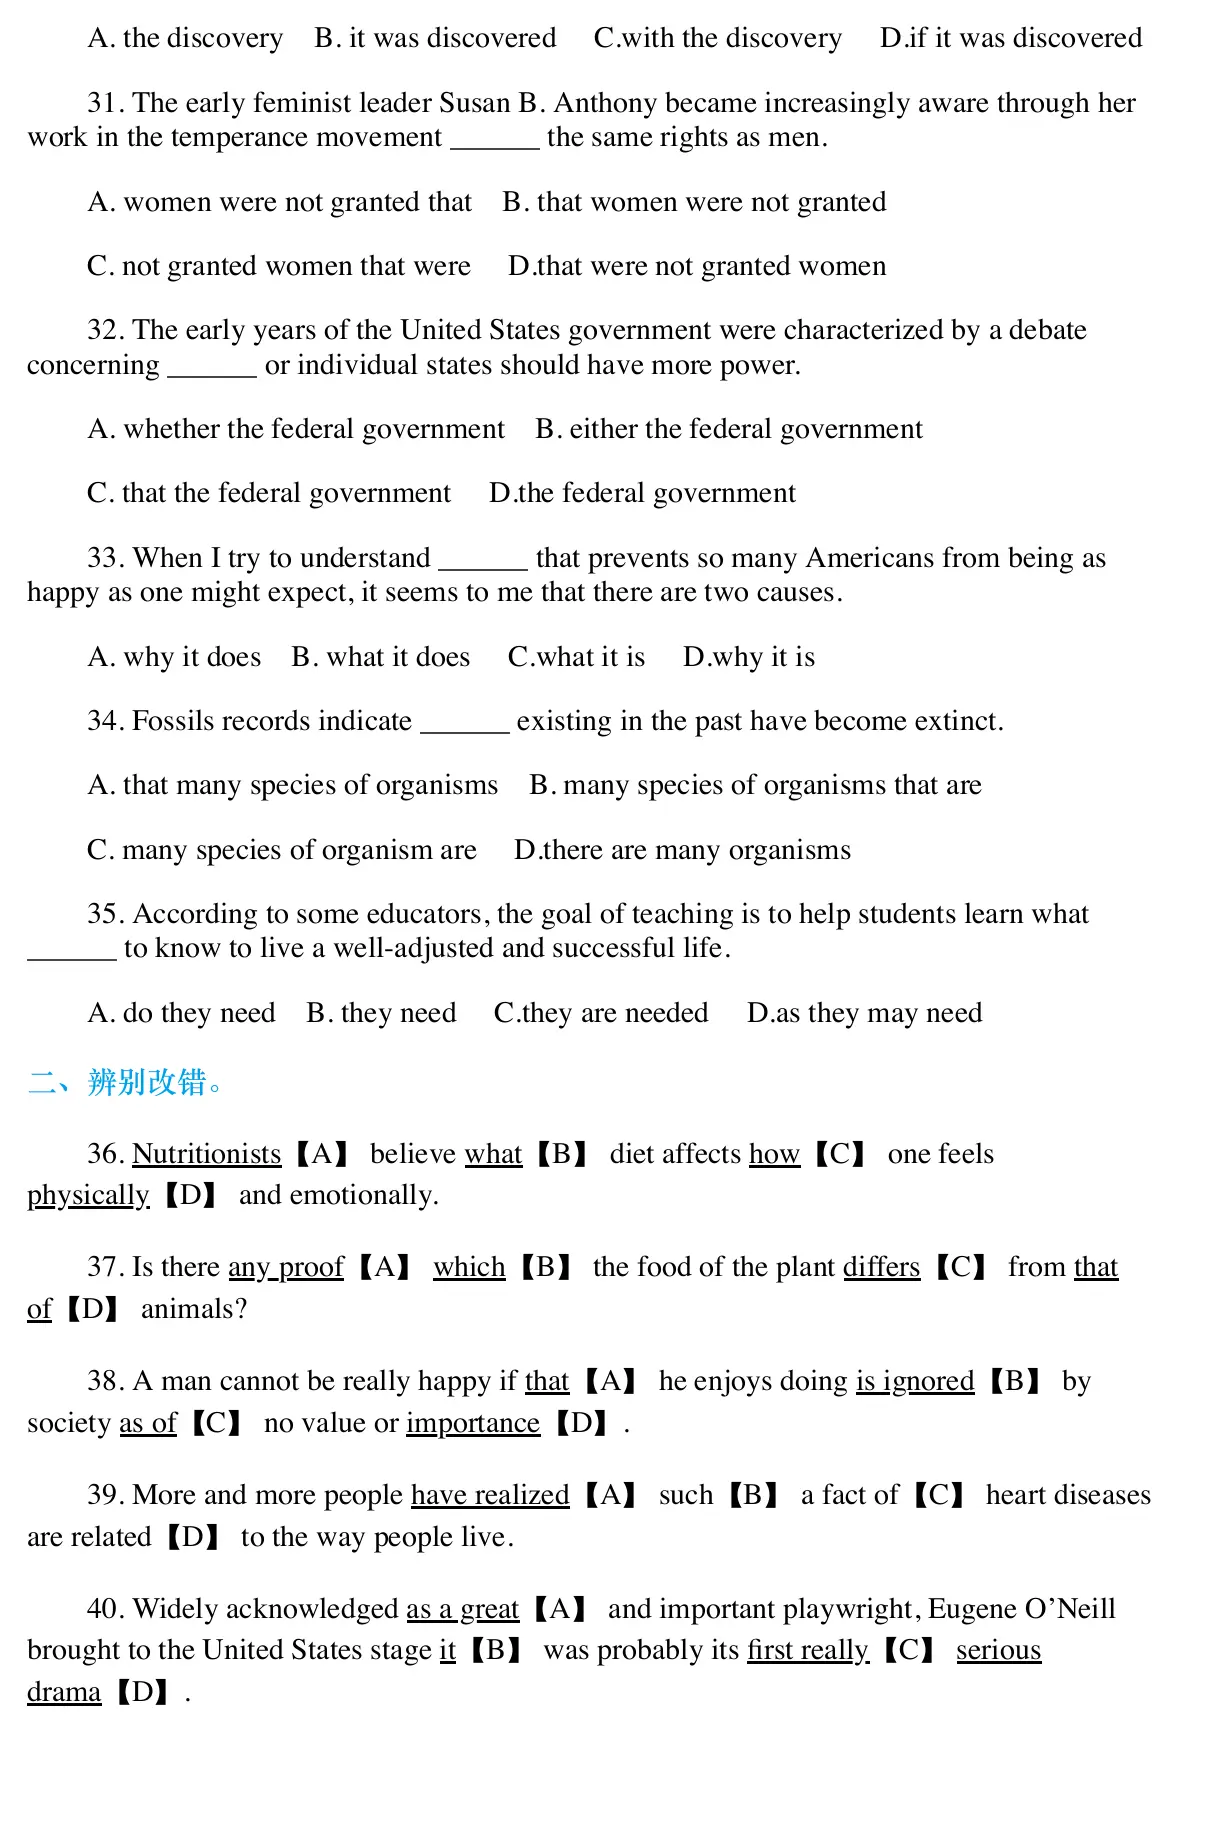 A. the discovery B. it was discovered C.with the discovery D.if it was discovered
31. The early feminist leader Susan B. Anthony became increasingly aware through her
work in the temperance movement ______ the same rights as men.
A. women were not granted that B. that women were not granted
C. not granted women that were D.that were not granted women
32. The early years of the United States government were characterized by a debate
concerning ______ or individual states should have more power.
A. whether the federal government B. either the federal government
C. that the federal government D.the federal government
33. When I try to understand ______ that prevents so many Americans from being as
happy as one might expect, it seems to me that there are two causes.
A. why it does B. what it does C.what it is D.why it is
34. Fossils records indicate ______ existing in the past have become extinct.
A. that many species of organisms B. many species of organisms that are
C. many species of organism are D.there are many organisms
35. According to some educators, the goal of teaching is to help students learn what
______ to know to live a well-adjusted and successful life.
A. do they need B. they need C.they are needed D.as they may need
二、辨别改错。
36. Nutritionists【A】 believe what【B】 diet affects how【C】 one feels
physically【D】 and emotionally.
37. Is there any proof【A】 which【B】 the food of the plant differs【C】 from that
of【D】 animals?
38. A man cannot be really happy if that【A】 he enjoys doing is ignored【B】 by
society as of【C】 no value or importance【D】.
39. More and more people have realized【A】 such【B】 a fact of【C】 heart diseases
are related【D】 to the way people live.
40. Widely acknowledged as a great【A】 and important playwright, Eugene O’Neill
brought to the United States stage it【B】 was probably its first really【C】 serious
drama【D】.